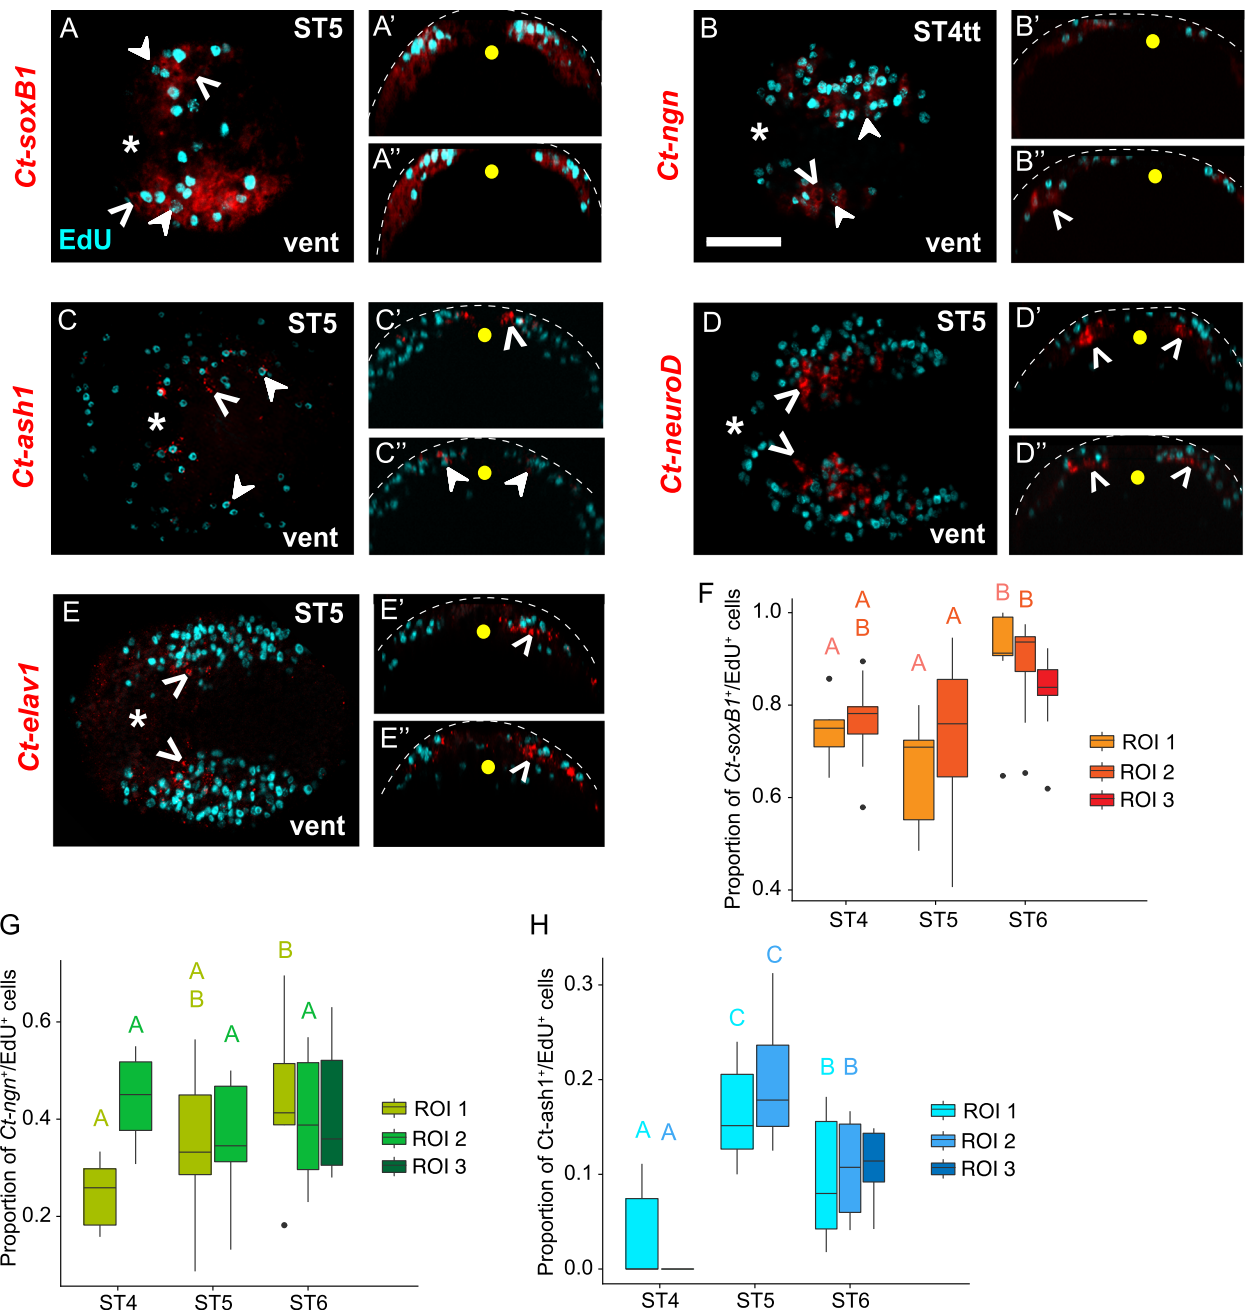 A
ST5
Ct-soxB1
*
EdU
vent
A'
A''
B
ST4tt
Ct-ngn
*
vent
B'
B''
C
ST5
Ct-ash1
*
vent
C'
C''
D
ST5
Ct-neuroD
*
vent
D'
D''
E
ST5
Ct-elav1
*
vent
E'
E''
F
Proportion of Ct-soxB1⁺/EdU⁺ cells
1.0
0.8
0.6
0.4
A
A
B
A
A
B
B
ST4
ST5
ST6
ROI 1
ROI 2
ROI 3
G
Proportion of Ct-ngn⁺/EdU⁺ cells
0.6
0.4
0.2
A
A
A
B
A
B
A
ST4
ST5
ST6
ROI 1
ROI 2
ROI 3
H
Proportion of Ct-ash1⁺/EdU⁺ cells
0.3
0.2
0.1
0.0
A
A
C
C
B
B
ST4
ST5
ST6
ROI 1
ROI 2
ROI 3